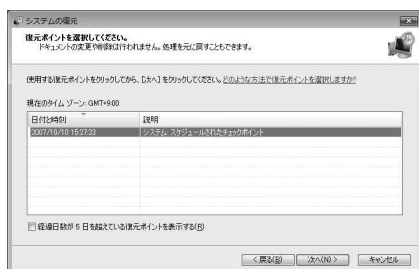 システムの復元
復元ポイントを選択してください。
ドキュメントの変更や削除は行われません。処理を元に戻すこともできます。
使用する復元ポイントをクリックしてから、[次へ] をクリックしてください。どのような方法で復元ポイントを選択しますか?
現在のタイム ゾーン: GMT+9:00
日付と時刻 説明
2007/10/10 15:27:23 システム: スケジュールされたチェックポイント
経過日数が 5 日を超えている復元ポイントを表示する(R)
< 戻る(B) 次へ(N) > キャンセル